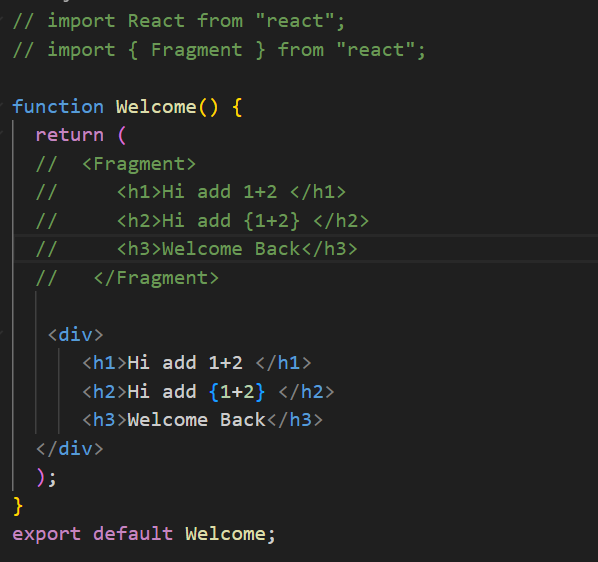 // import React from "react";
// import { Fragment } from "react";
function Welcome() {
return (
//  <Fragment>
//     <h1>Hi add 1+2 </h1>
//     <h2>Hi add {1+2} </h2>
//     <h3>Welcome Back</h3>
//   </Fragment>
<div>
<h1>Hi add 1+2 </h1>
<h2>Hi add {1+2} </h2>
<h3>Welcome Back</h3>
</div>
);
}
export default Welcome;